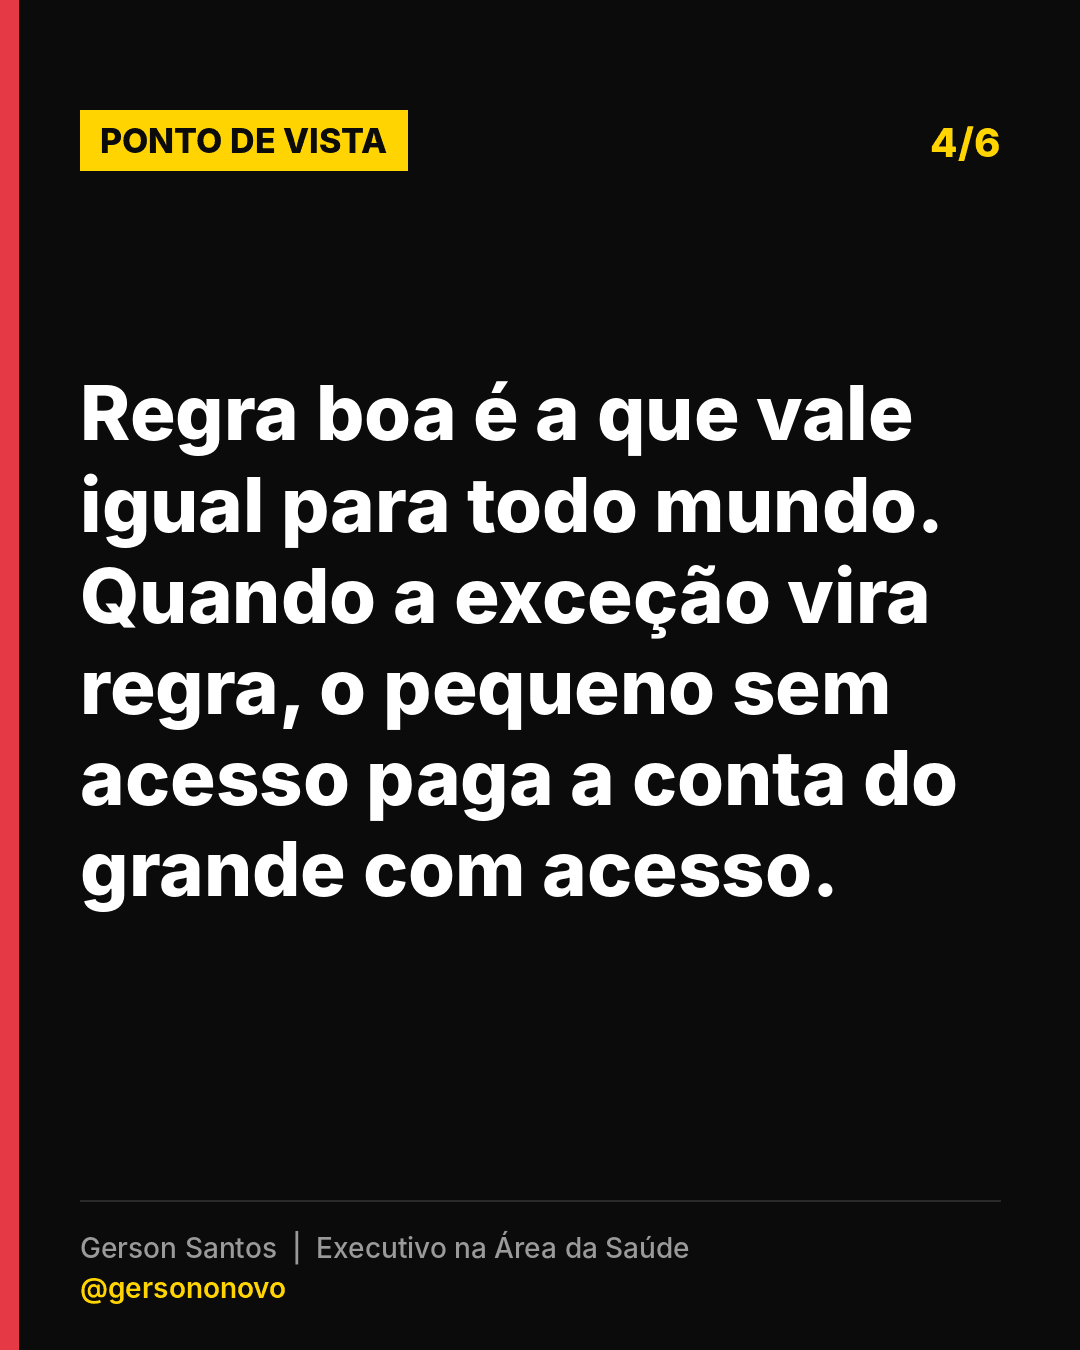 PONTO DE VISTA
4/6
Regra boa é a que vale
igual para todo mundo.
Quando a exceção vira
regra, o pequeno sem
acesso paga a conta do
grande com acesso.
Gerson Santos | Executivo na Área da Saúde
@gersononovo